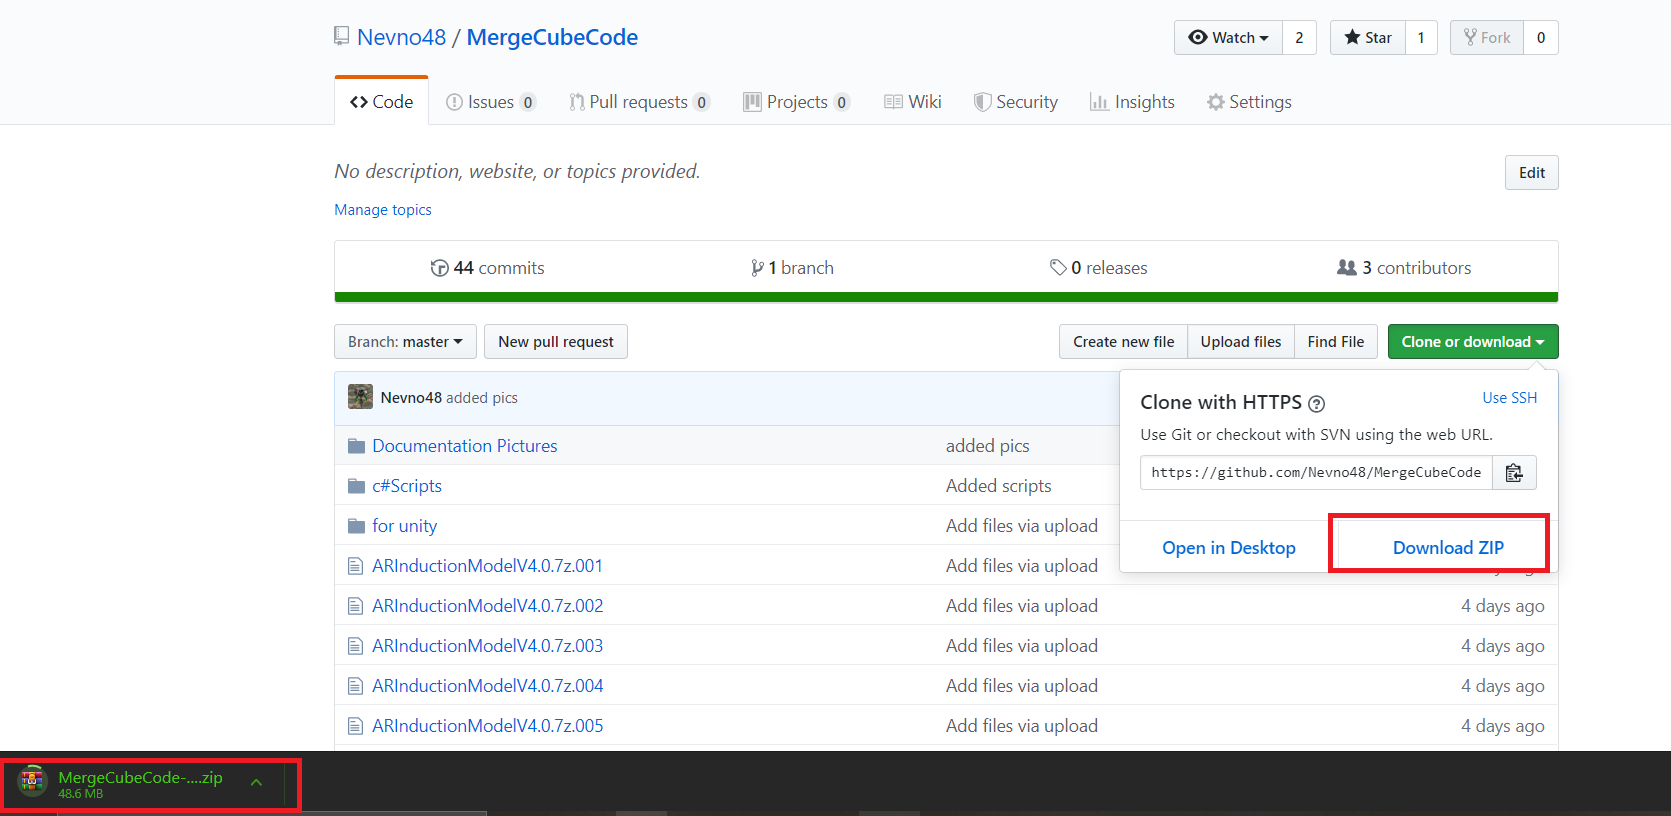 Nevno48 / MergeCubeCode
Watch 2 Star 1 Fork 0
Code Issues 0 Pull requests 0 Projects 0 Wiki Security Insights Settings
No description, website, or topics provided.
Edit
Manage topics
44 commits 1 branch 0 releases 3 contributors
Branch: master New pull request Create new file Upload files Find File Clone or download
Nevno48 added pics
Clone with HTTPS Use SSH
Use Git or checkout with SVN using the web URL.
https://github.com/Nevno48/MergeCubeCode
Open in Desktop Download ZIP
Documentation Pictures added pics
c#Scripts Added scripts
for unity Add files via upload
ARInductionModelV4.0.7z.001 Add files via upload
ARInductionModelV4.0.7z.002 Add files via upload 4 days ago
ARInductionModelV4.0.7z.003 Add files via upload 4 days ago
ARInductionModelV4.0.7z.004 Add files via upload 4 days ago
ARInductionModelV4.0.7z.005 Add files via upload 4 days ago
MergeCubeCode-....zip
48.6 MB